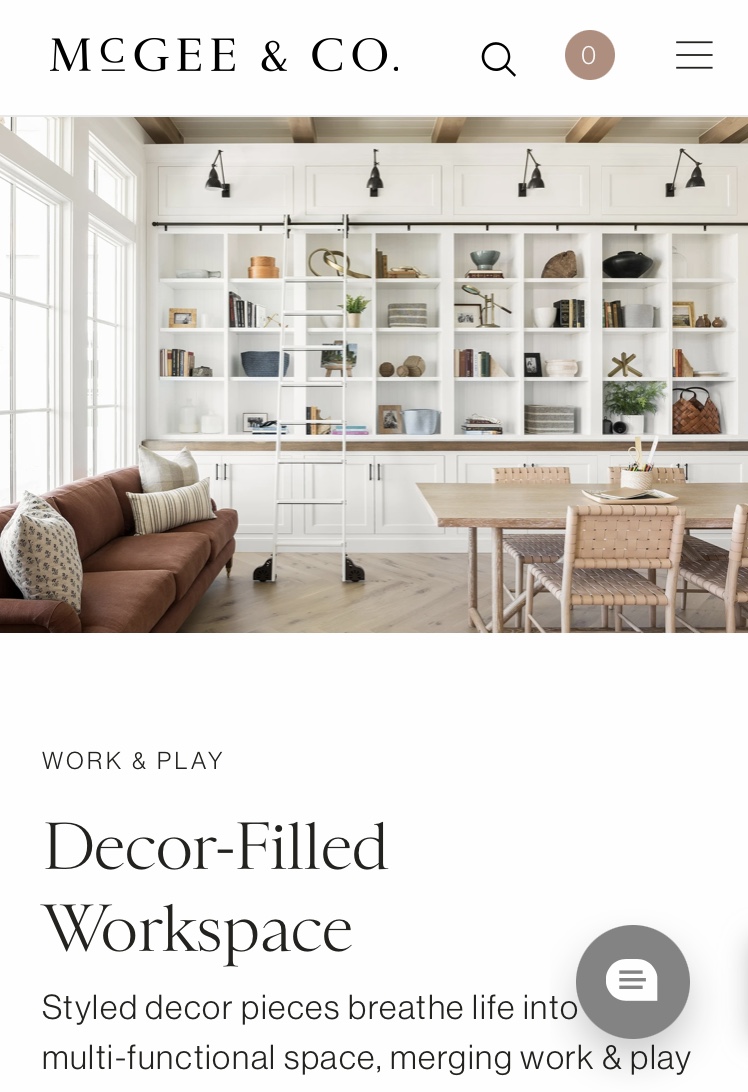 McGEE & CO.
0
WORK & PLAY
Decor-Filled
Workspace
Styled decor pieces breathe life into
multi-functional space, merging work & play